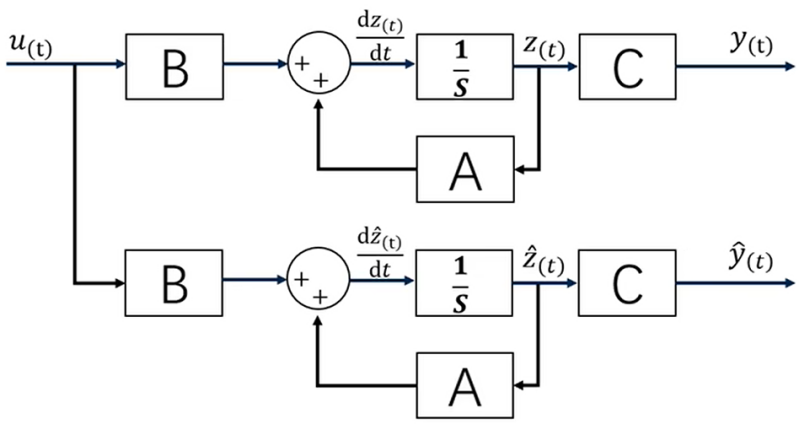 u(t) B + + dz(t)/dt 1/s z(t) C y(t)
A
B + + dẑ(t)/dt 1/s ẑ(t) C ŷ(t)
A